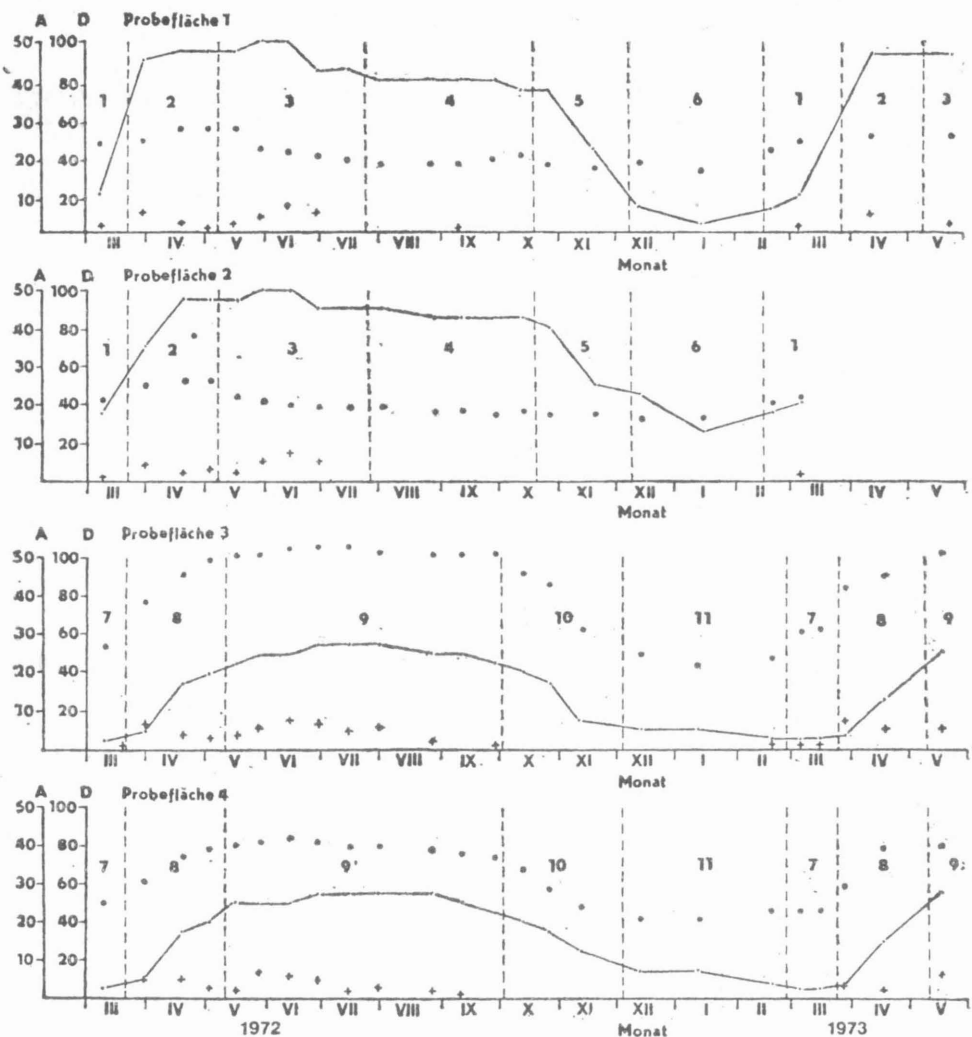 A D Probefläche 1
50 100
40 80
30 60
20 40
10 20
1 2 3 4 5 6 1 2 3
III IV V VI VII VIII IX X XI XII I II III IV V
Monat
A D Probefläche 2
50 100
40 80
30 60
20 40
10 20
1 2 3 4 5 6 1
III IV V VI VII VIII IX X XI XII I II III IV V
Monat
A D Probefläche 3
50 100
40 80
30 60
20 40
10 20
7 8 9 10 11 7 8 9
III IV V VI VII VIII IX X XI XII I II III IV V
Monat
A D Probefläche 4
50 100
40 80
30 60
20 40
10 20
7 8 9 10 11 7 8 9
III IV V VI VII VIII IX X XI XII I II III IV V
1972 Monat 1973